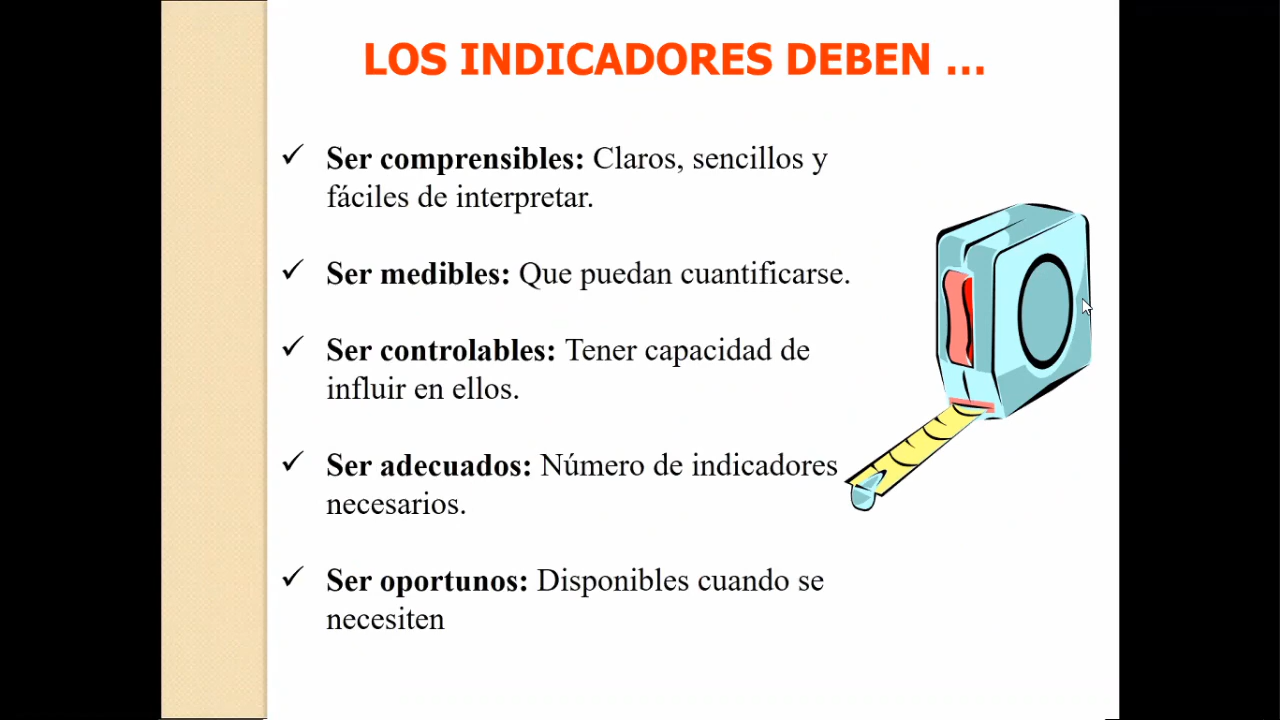 LOS INDICADORES DEBEN ...
✓ Ser comprensibles: Claros, sencillos y
fáciles de interpretar.
✓ Ser medibles: Que puedan cuantificarse.
✓ Ser controlables: Tener capacidad de
influir en ellos.
✓ Ser adecuados: Número de indicadores
necesarios.
✓ Ser oportunos: Disponibles cuando se
necesiten